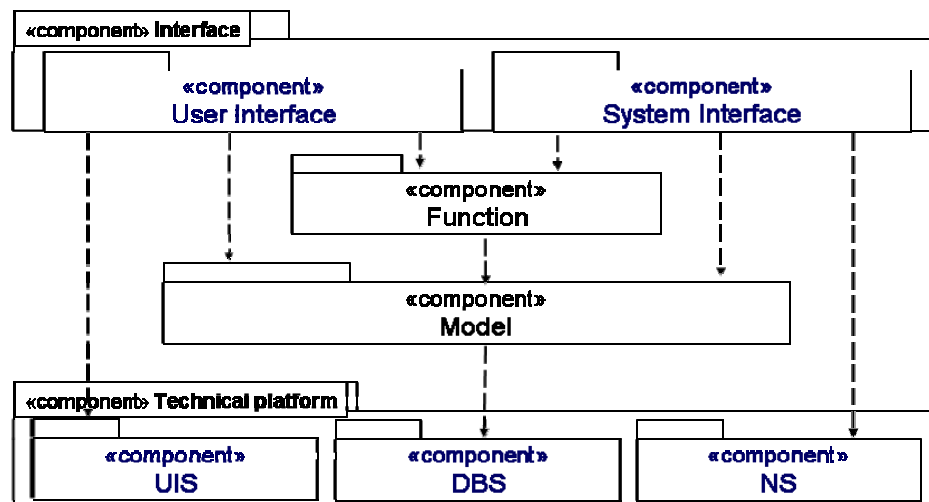 «component» Interface
«component»
User Interface
«component»
System Interface
«component»
Function
«component»
Model
«component» Technical platform
«component»
UIS
«component»
DBS
«component»
NS